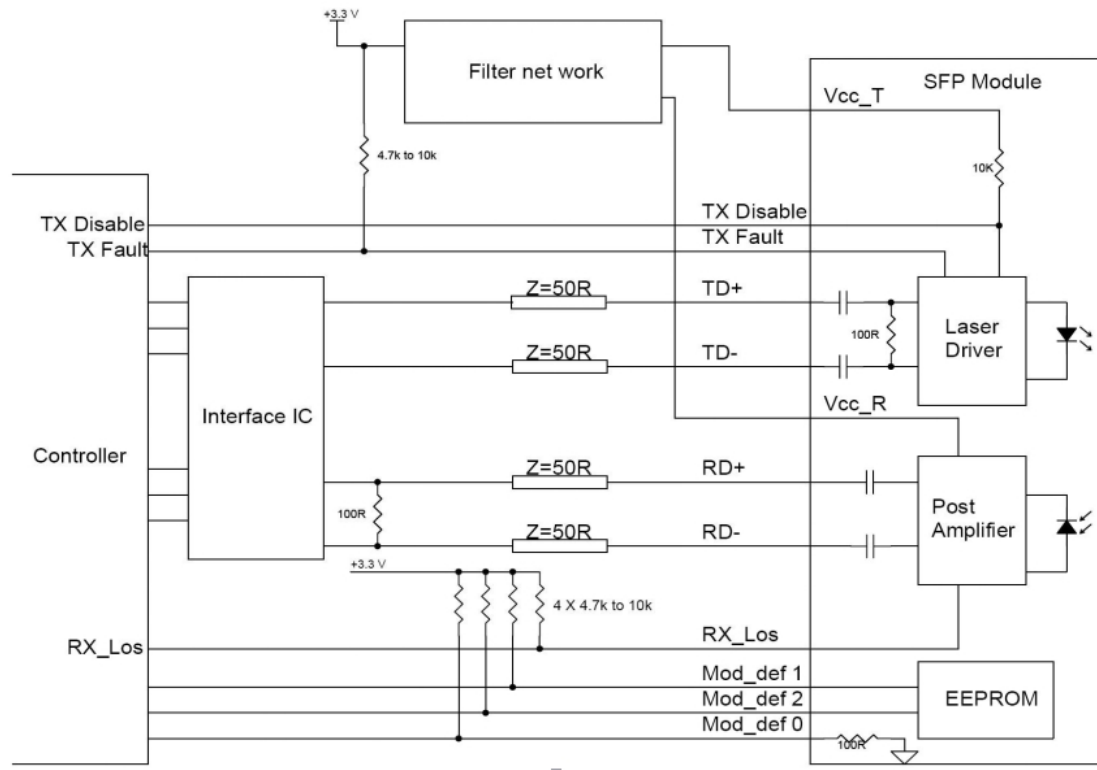 +3.3 V
Filter net work
SFP Module
Vcc_T
4.7k to 10k
10K
TX Disable
TX Disable
TX Fault
TX Fault
Z=50R
TD+
100R
Laser
Driver
Z=50R
TD-
Vcc_R
Interface IC
Controller
Z=50R
RD+
100R
Post
Amplifier
Z=50R
RD-
+3.3 V
4 X 4.7k to 10k
RX_Los
RX_Los
Mod_def 1
Mod_def 2
EEPROM
Mod_def 0
100R